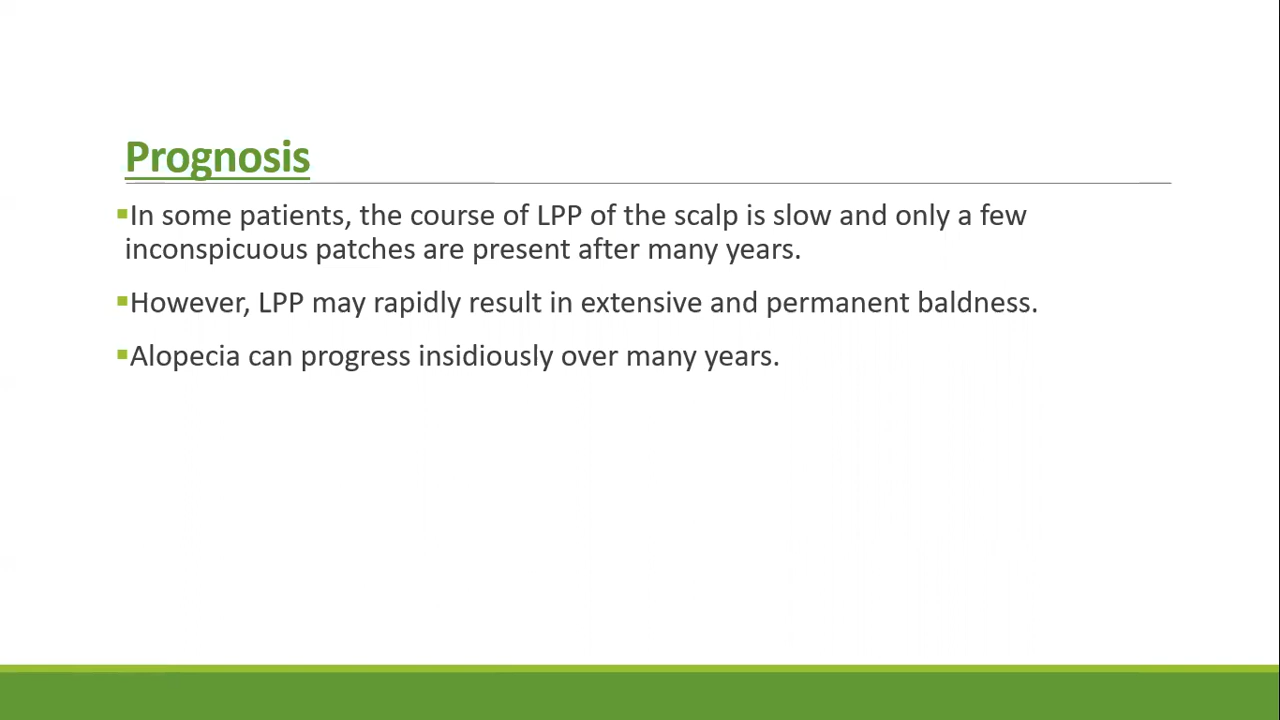 Prognosis
▪In some patients, the course of LPP of the scalp is slow and only a few
inconspicuous patches are present after many years.
▪However, LPP may rapidly result in extensive and permanent baldness.
▪Alopecia can progress insidiously over many years.